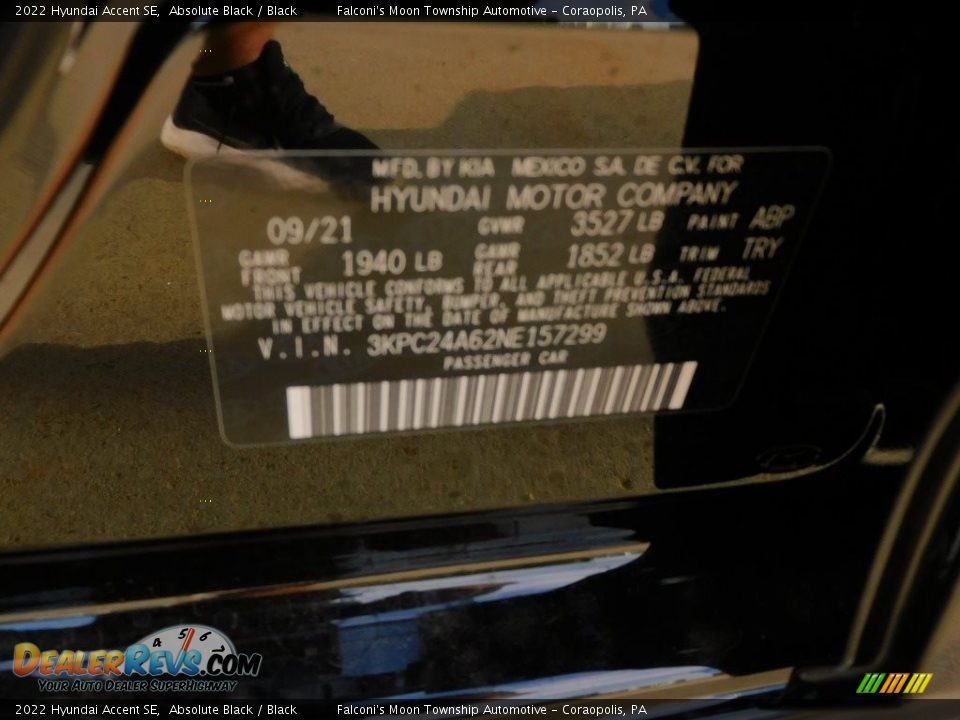 2022 Hyundai Accent SE, Absolute Black / Black Falconi's Moon Township Automotive - Coraopolis, PA
MFD. BY KIA MEXICO S.A. DE C.V. FOR
HYUNDAI MOTOR COMPANY
09/21 GVWR 3527 LB PAINT ABP
GAWR FRONT 1940 LB GAWR REAR 1852 LB TRIM TRY
THIS VEHICLE CONFORMS TO ALL APPLICABLE U.S.A. FEDERAL
MOTOR VEHICLE SAFETY, BUMPER, AND THEFT PREVENTION STANDARDS
IN EFFECT ON THE DATE OF MANUFACTURE SHOWN ABOVE.
V.I.N. 3KPC24A62NE157299
PASSENGER CAR
4 5 6
DEALERREVS.COM
YOUR AUTO DEALER SUPERHIGHWAY
2022 Hyundai Accent SE, Absolute Black / Black Falconi's Moon Township Automotive - Coraopolis, PA